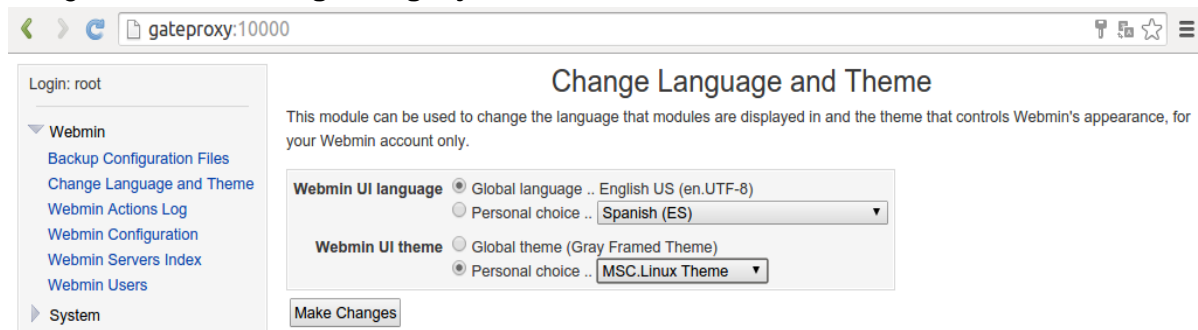 gateproxy:10000
Login: root
Webmin
Backup Configuration Files
Change Language and Theme
Webmin Actions Log
Webmin Configuration
Webmin Servers Index
Webmin Users
System
Change Language and Theme
This module can be used to change the language that modules are displayed in and the theme that controls Webmin's appearance, for
your Webmin account only.
Webmin UI language Global language .. English US (en.UTF-8)
Personal choice .. Spanish (ES)
Webmin UI theme Global theme (Gray Framed Theme)
Personal choice .. MSC.Linux Theme
Make Changes